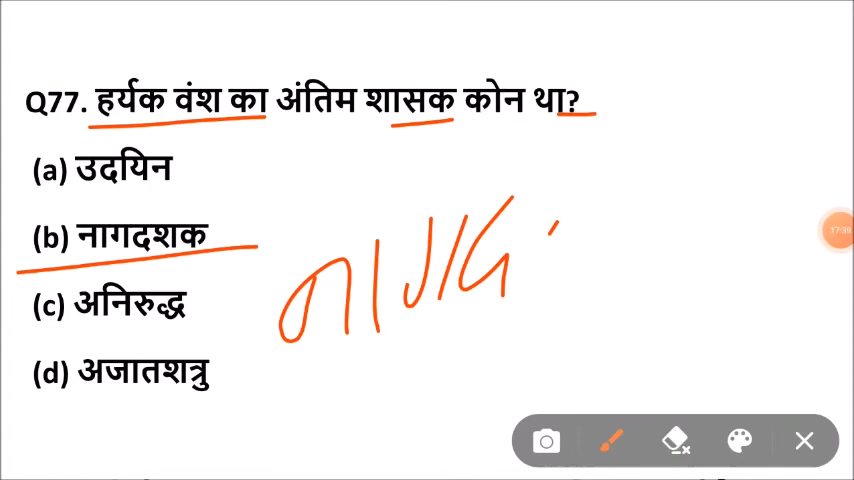 Q77. हर्यक वंश का अंतिम शासक कोन था?
(a) उदयिन
(b) नागदशक
(c) अनिरुद्ध
(d) अजातशत्रु
17:39